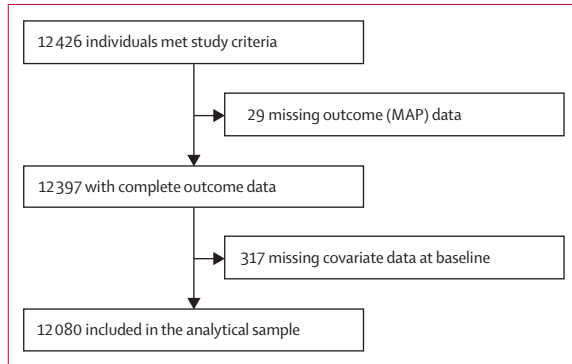 12 426 individuals met study criteria
29 missing outcome (MAP) data
12 397 with complete outcome data
317 missing covariate data at baseline
12 080 included in the analytical sample